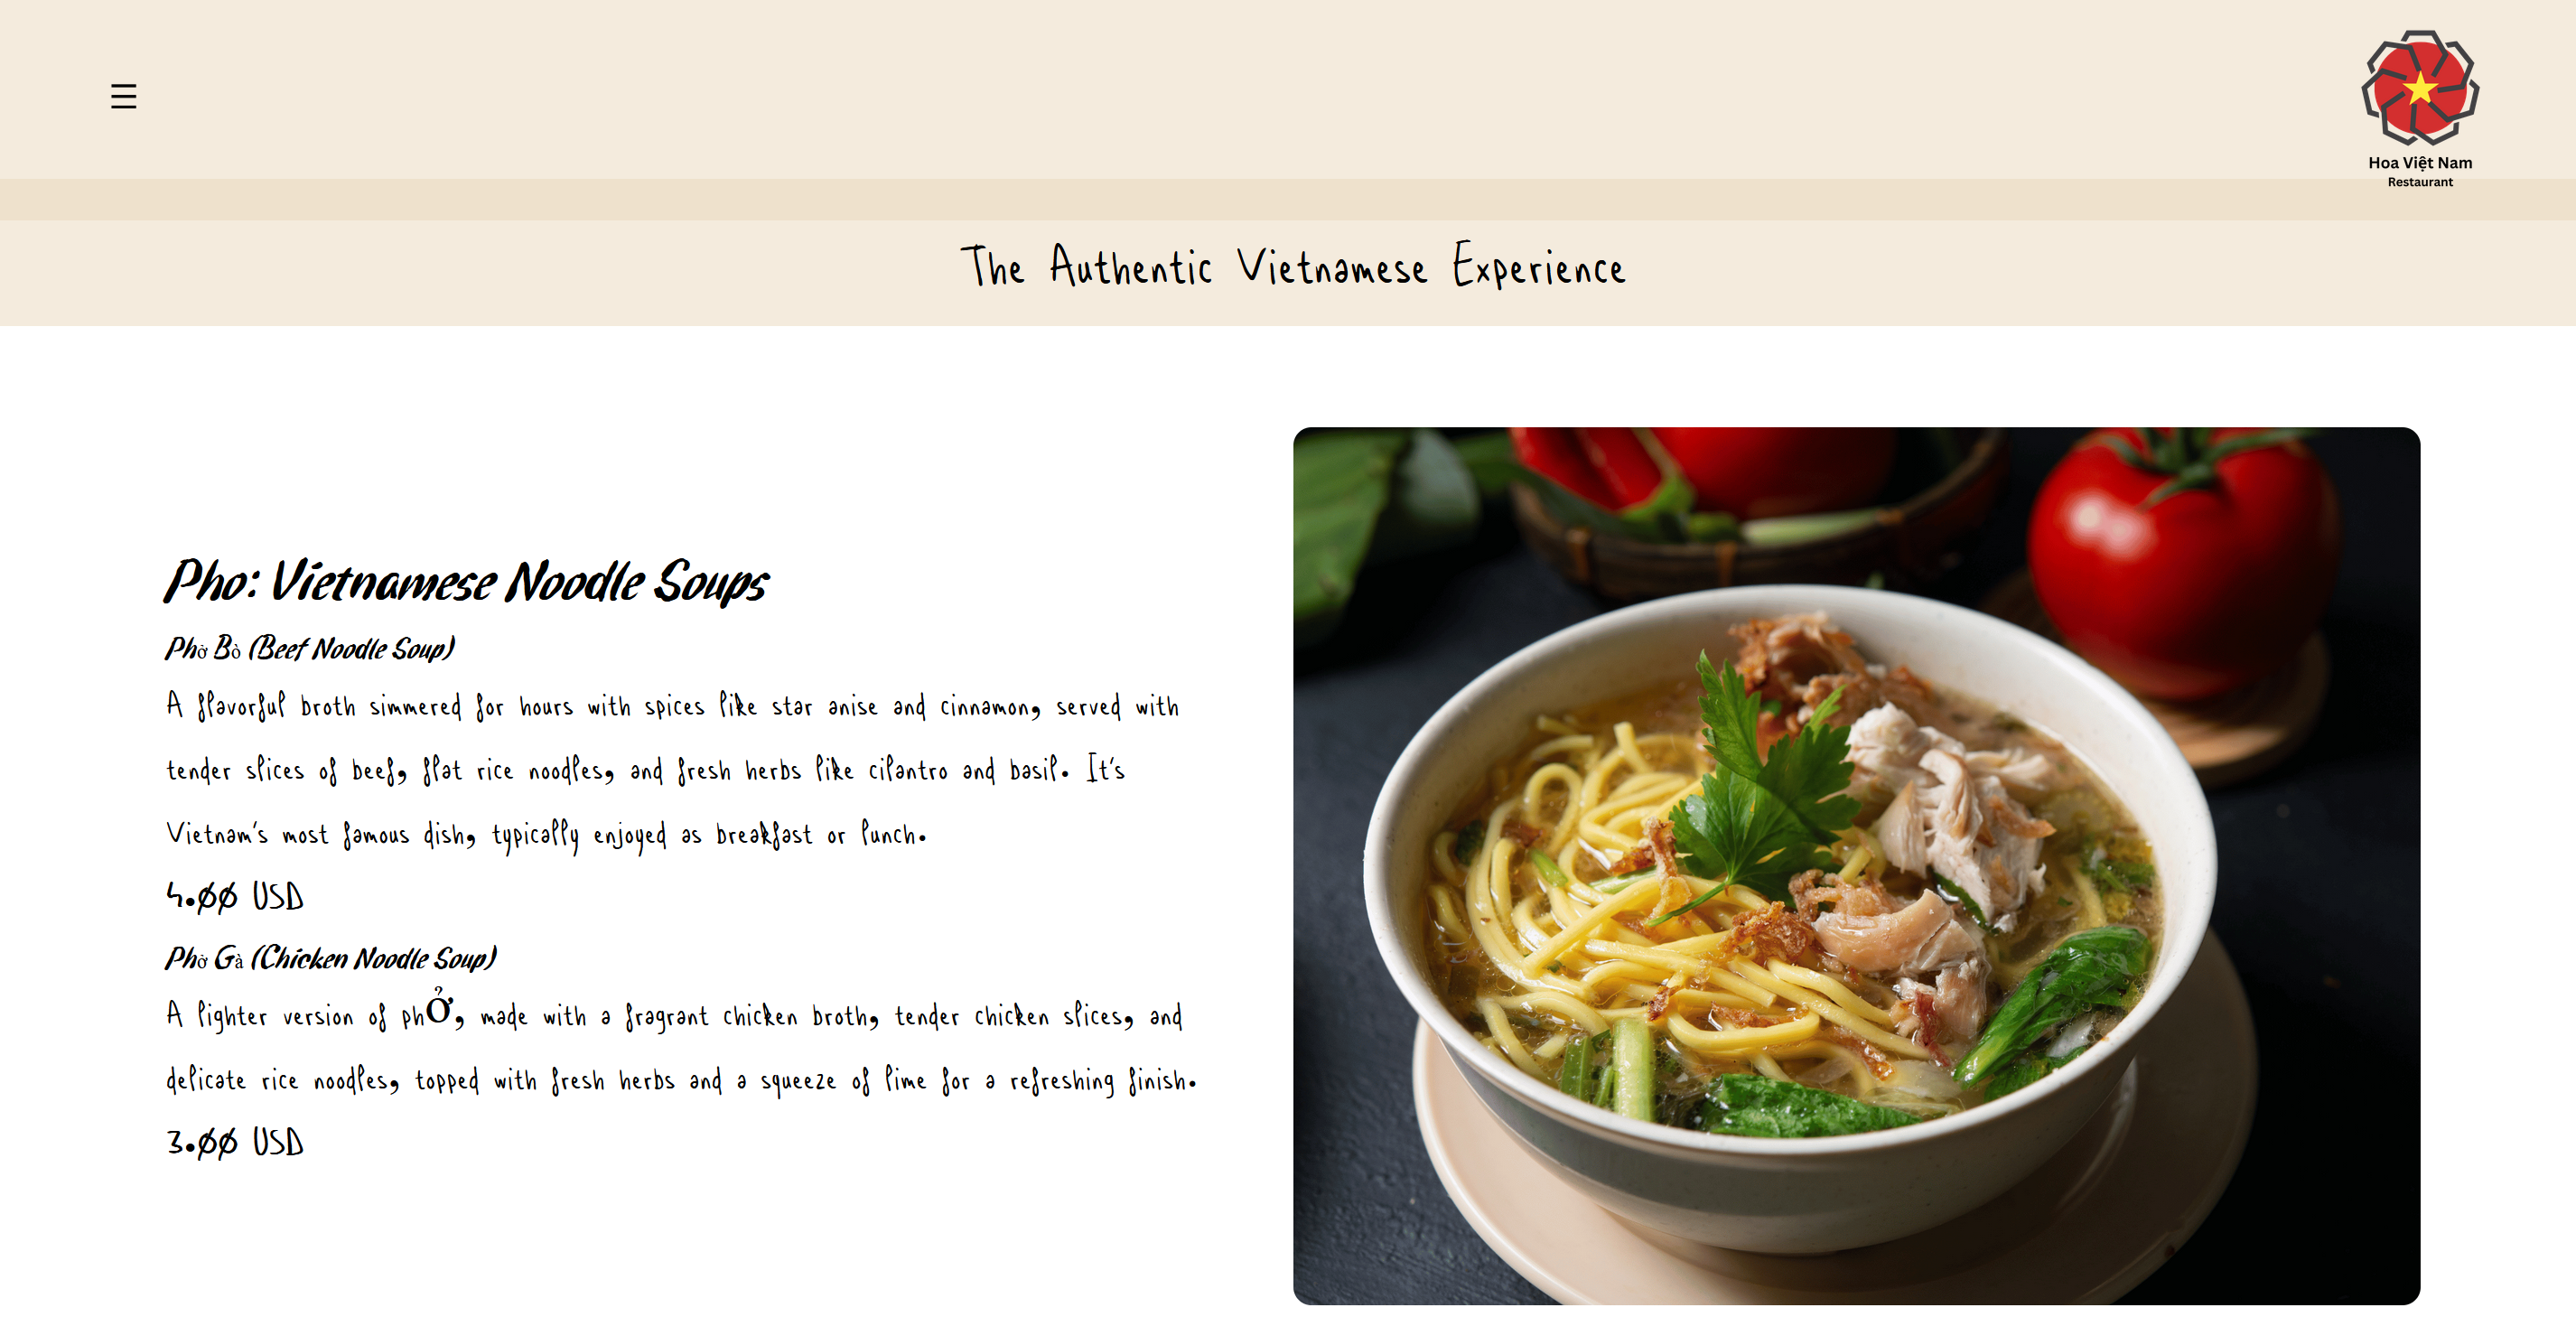 Hoa Việt Nam
Restaurant
The Authentic Vietnamese Experience
Pho: Vietnamese Noodle Soups
Phở Bò (Beef Noodle Soup)
A flavorful broth simmered for hours with spices like star anise and cinnamon, served with
tender slices of beef, flat rice noodles, and fresh herbs like cilantro and basil. It's
Vietnam's most famous dish, typically enjoyed as breakfast or lunch.
4.00 USD
Phở Gà (Chicken Noodle Soup)
A lighter version of phở, made with a fragrant chicken broth, tender chicken slices, and
delicate rice noodles, topped with fresh herbs and a squeeze of lime for a refreshing finish.
3.00 USD